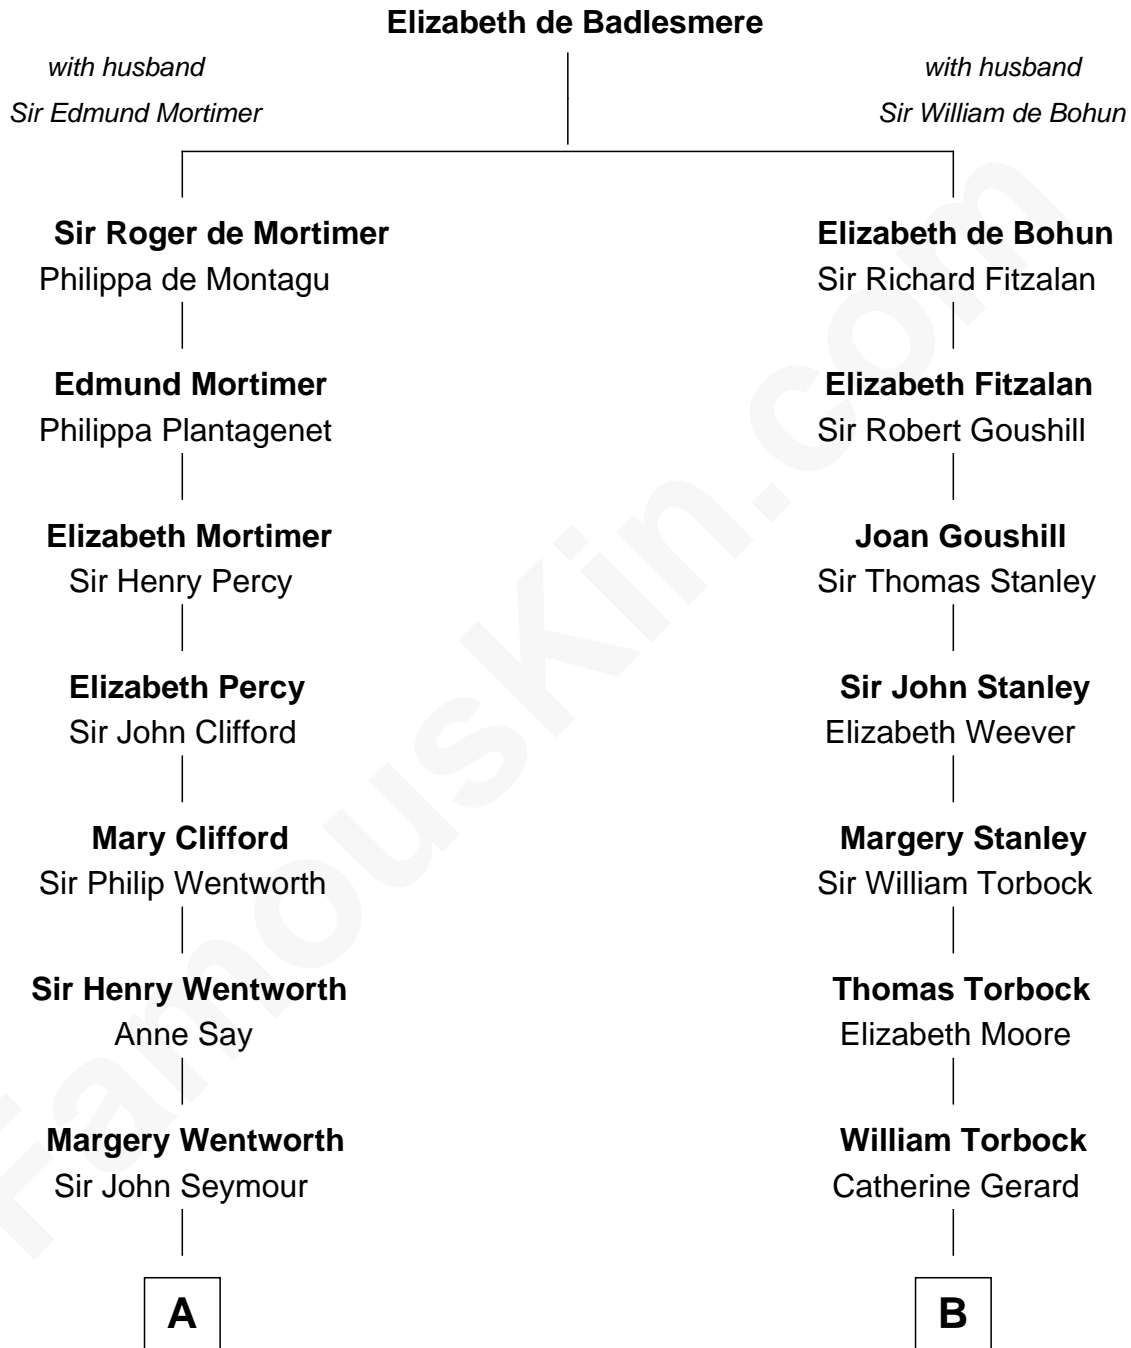 Elizabeth de Badlesmere
with husband
Sir Edmund Mortimer
with husband
Sir William de Bohun
Sir Roger de Mortimer
Philippa de Montagu
Edmund Mortimer
Philippa Plantagenet
Elizabeth Mortimer
Sir Henry Percy
Elizabeth Percy
Sir John Clifford
Mary Clifford
Sir Philip Wentworth
Sir Henry Wentworth
Anne Say
Margery Wentworth
Sir John Seymour
A
Elizabeth de Bohun
Sir Richard Fitzalan
Elizabeth Fitzalan
Sir Robert Goushill
Joan Goushill
Sir Thomas Stanley
Sir John Stanley
Elizabeth Weever
Margery Stanley
Sir William Torbock
Thomas Torbock
Elizabeth Moore
William Torbock
Catherine Gerard
B
FamousKin.com